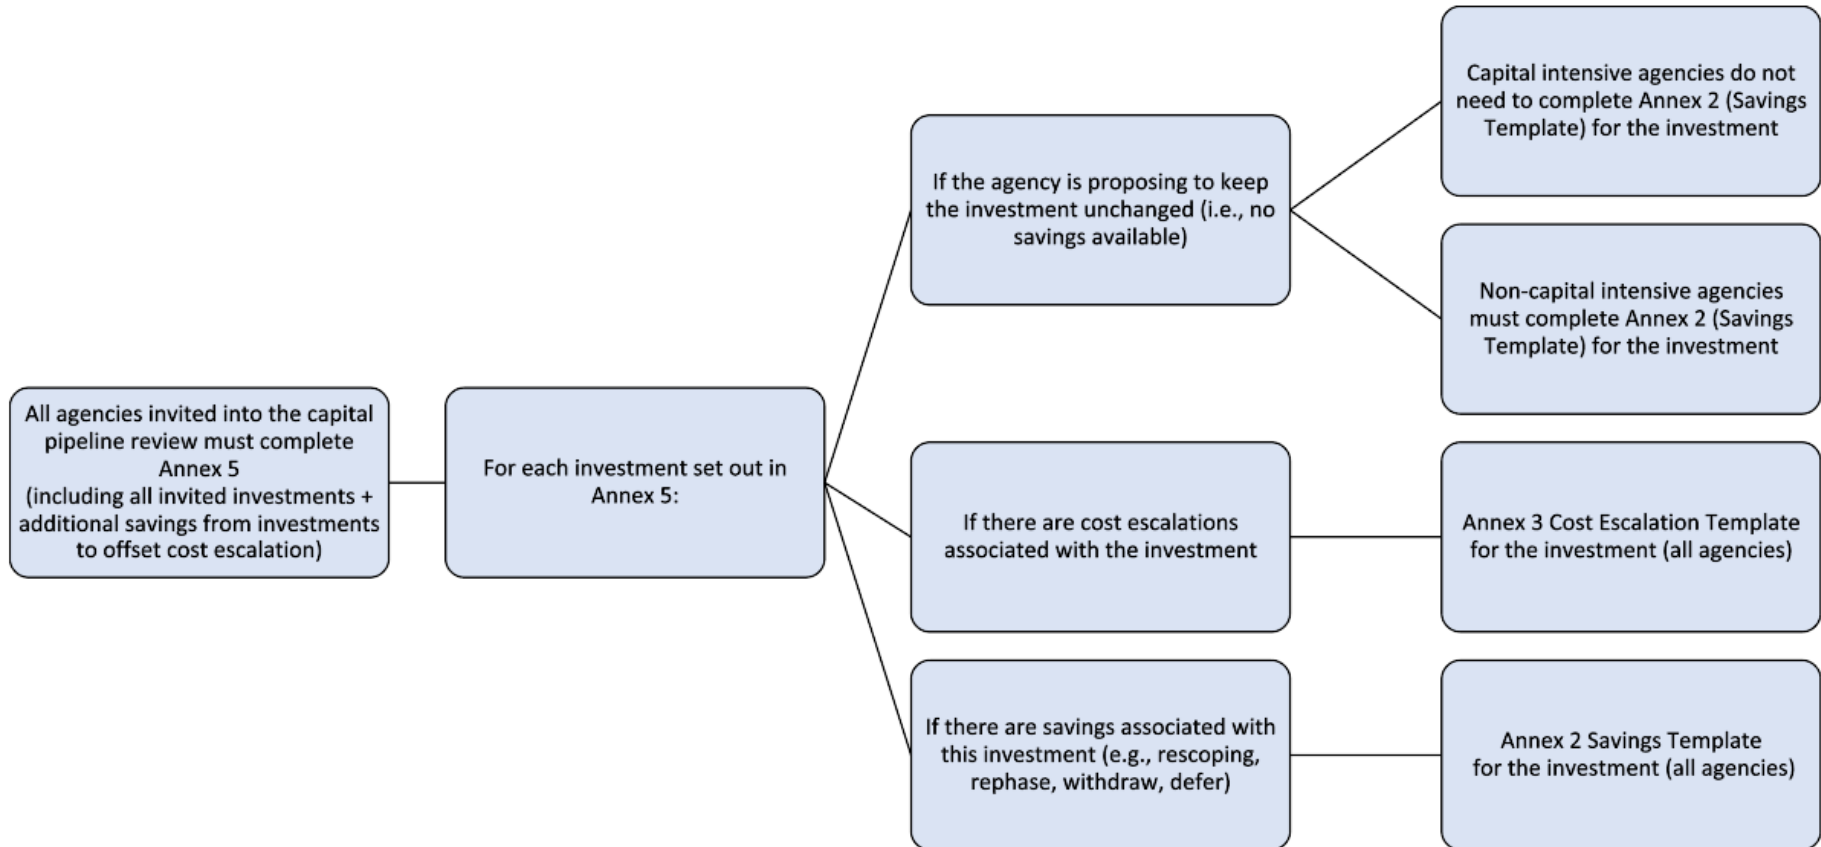 All agencies invited into the capital
pipeline review must complete
Annex 5
(including all invited investments +
additional savings from investments
to offset cost escalation)
For each investment set out in
Annex 5:
If the agency is proposing to keep
the investment unchanged (i.e., no
savings available)
Capital intensive agencies do not
need to complete Annex 2 (Savings
Template) for the investment
Non-capital intensive agencies
must complete Annex 2 (Savings
Template) for the investment
If there are cost escalations
associated with the investment
Annex 3 Cost Escalation Template
for the investment (all agencies)
If there are savings associated with
this investment (e.g., rescoping,
rephase, withdraw, defer)
Annex 2 Savings Template
for the investment (all agencies)